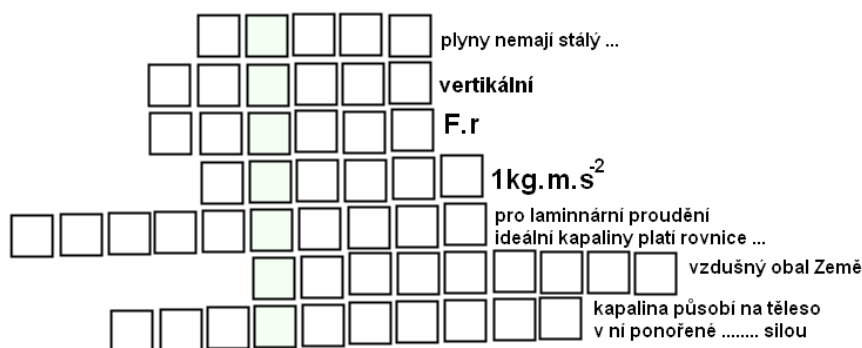 plyny nemají stálý ...
vertikální
F.r
1kg.m.s⁻²
pro laminnární proudění
ideální kapaliny platí rovnice ...
vzdušný obal Země
kapalina působí na těleso
v ní ponořené ........ silou